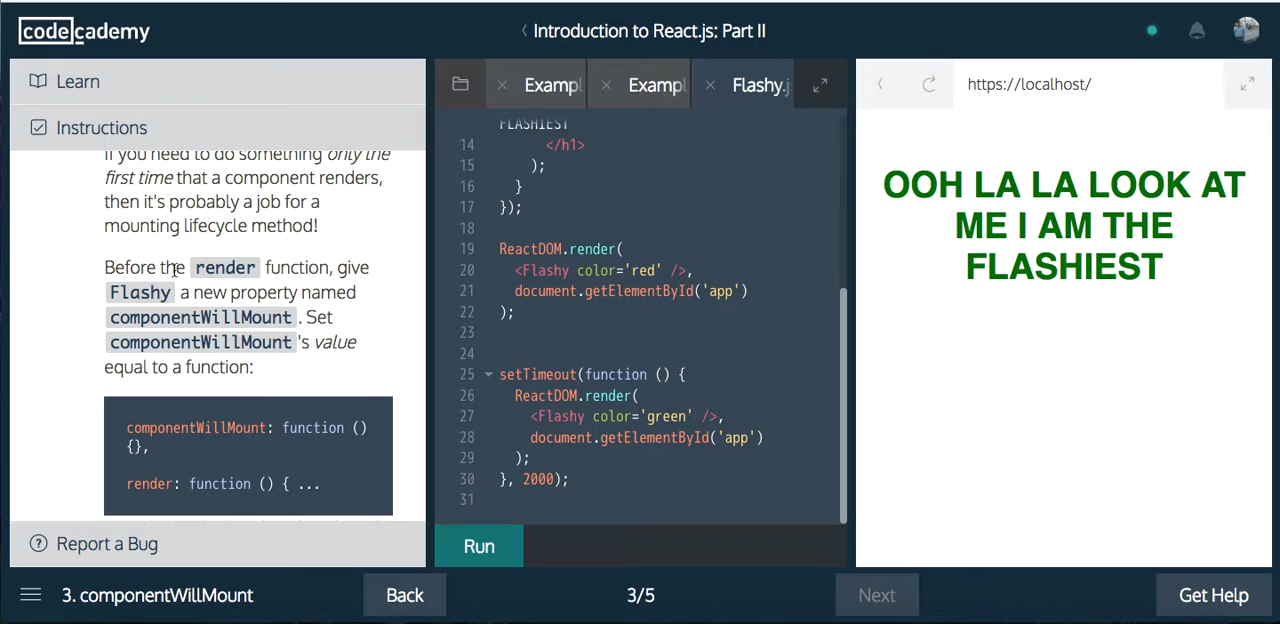 codecademy
Introduction to React.js: Part II
Learn
Instructions
If you need to do something only the
first time that a component renders,
then it's probably a job for a
mounting lifecycle method!
Before the render function, give
Flashy a new property named
componentWillMount. Set
componentWillMount's value
equal to a function:
componentWillMount: function ()
{},
render: function () { ...
Report a Bug
Exampl
Exampl
Flashy.j
FLASHIEST
14 </h1>
15 );
16 }
17 });
18
19 ReactDOM.render(
20 <Flashy color='red' />,
21 document.getElementById('app')
22 );
23
24
25 setTimeout(function () {
26 ReactDOM.render(
27 <Flashy color='green' />,
28 document.getElementById('app')
29 );
30 }, 2000);
31
Run
https://localhost/
OOH LA LA LOOK AT
ME I AM THE
FLASHIEST
3. componentWillMount
Back
3/5
Next
Get Help